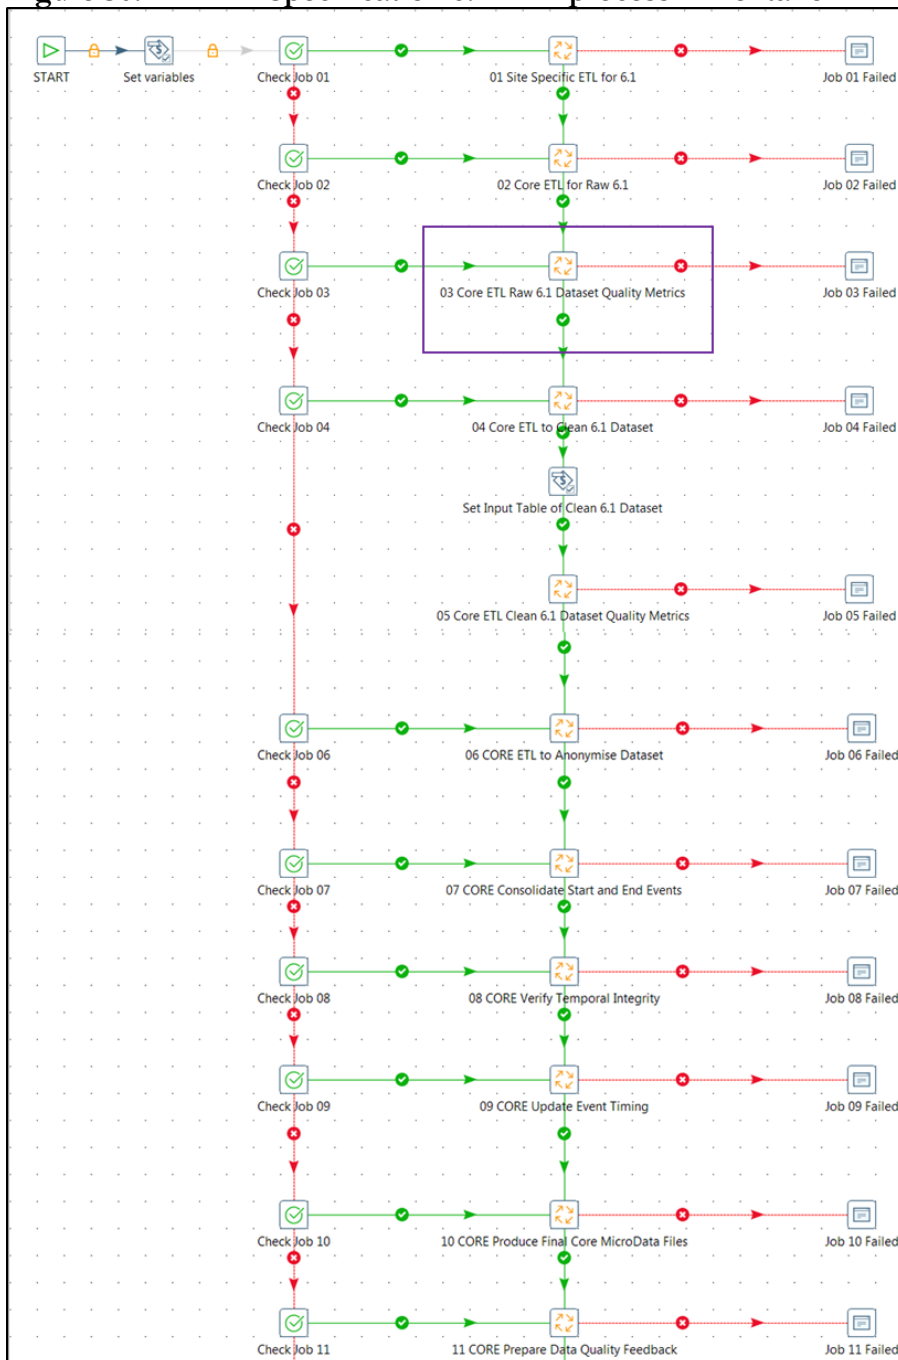 START
Set variables
Check Job 01
01 Site Specific ETL for 6.1
Job 01 Failed
Check Job 02
02 Core ETL for Raw 6.1
Job 02 Failed
Check Job 03
03 Core ETL Raw 6.1 Dataset Quality Metrics
Job 03 Failed
Check Job 04
04 Core ETL to Clean 6.1 Dataset
Job 04 Failed
Set Input Table of Clean 6.1 Dataset
05 Core ETL Clean 6.1 Dataset Quality Metrics
Job 05 Failed
Check Job 06
06 CORE ETL to Anonymise Dataset
Job 06 Failed
Check Job 07
07 CORE Consolidate Start and End Events
Job 07 Failed
Check Job 08
08 CORE Verify Temporal Integrity
Job 08 Failed
Check Job 09
09 CORE Update Event Timing
Job 09 Failed
Check Job 10
10 CORE Produce Final Core MicroData Files
Job 10 Failed
Check Job 11
11 CORE Prepare Data Quality Feedback
Job 11 Failed